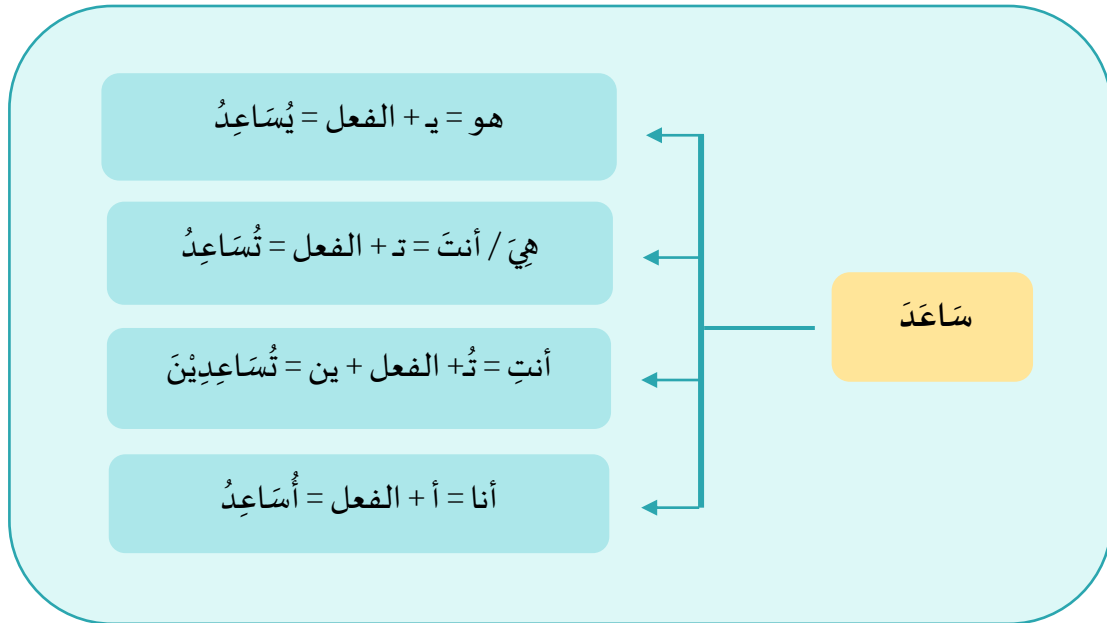 سَاعَدَ
هو = يـ + الفعل = يُسَاعِدُ
هِيَ / أنتَ = تـ + الفعل = تُسَاعِدُ
أنتِ = تُـ+ الفعل + ين = تُسَاعِدِيْنَ
أنا = أ + الفعل = أُسَاعِدُ